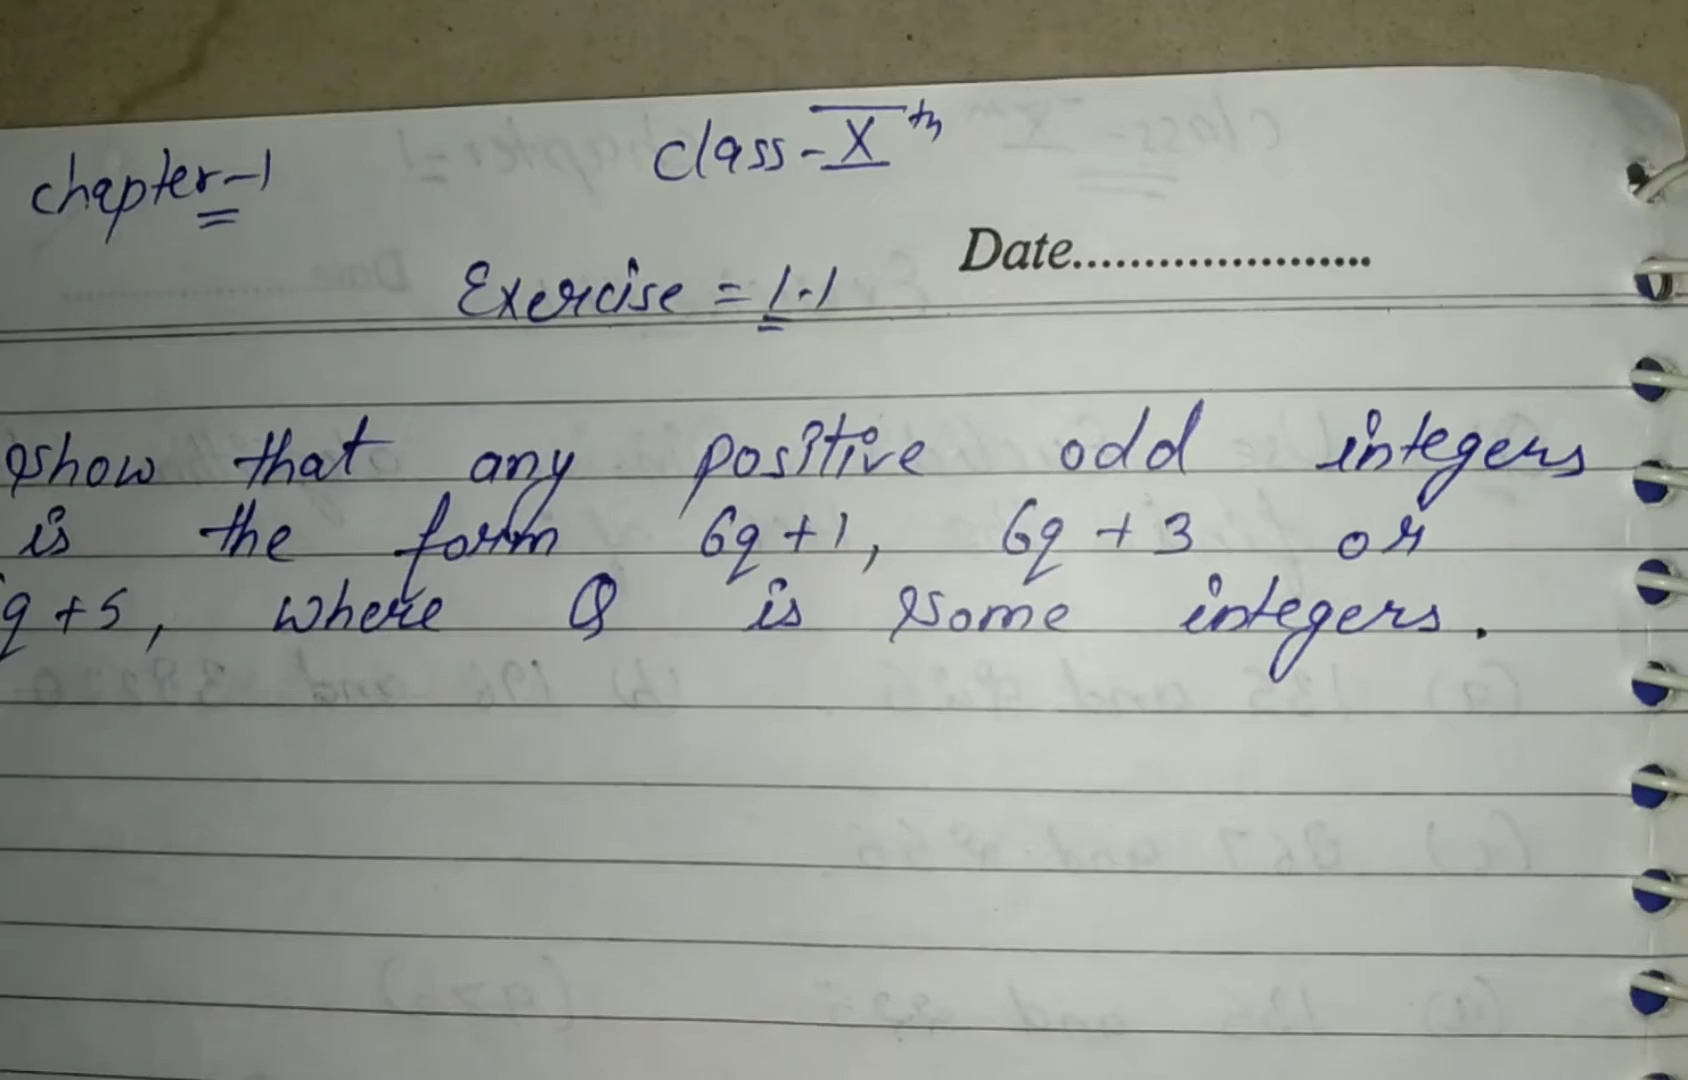 chapter-1
class-Xth
Date......................
Exercise = 1.1
show that any positive odd integers
is the form 6q+1, 6q + 3 or
q +5, where Q is some integers.